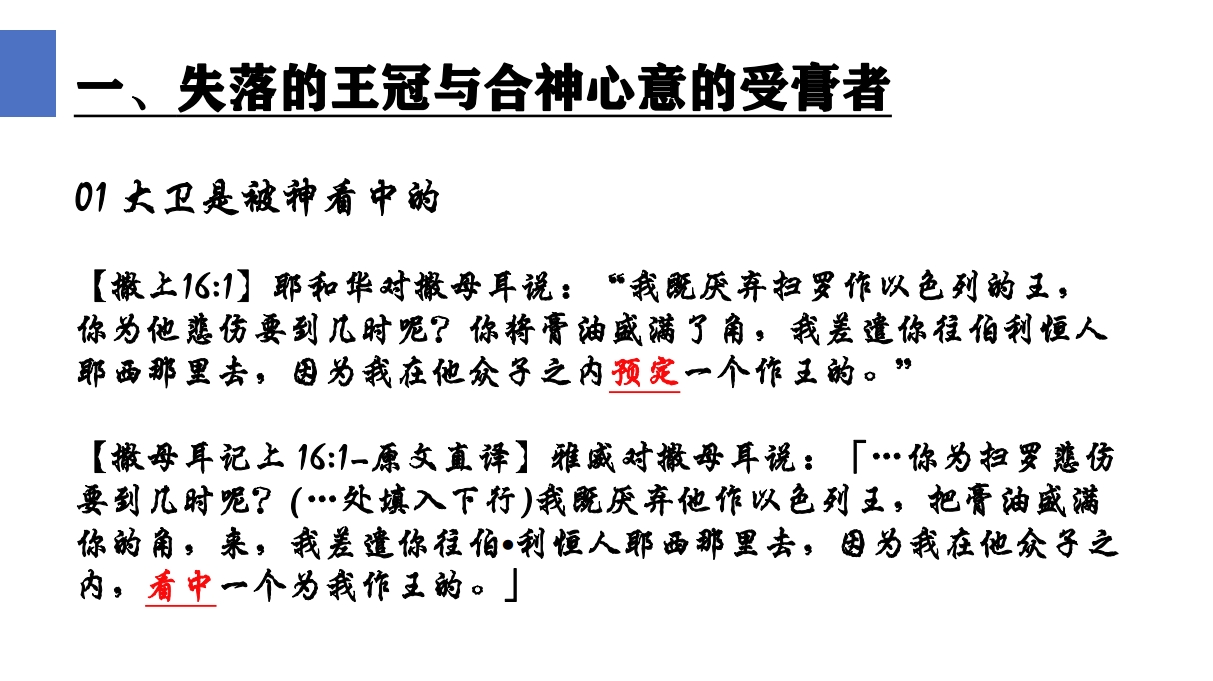 一、失落的王冠与合神心意的受膏者
01 大卫是被神看中的
【撒上16:1】耶和华对撒母耳说：“我既厌弃扫罗作以色列的王，
你为他悲伤要到几时呢？你将膏油盛满了角，我差遣你往伯利恒人
耶西那里去，因为我在他众子之内预定一个作王的。”
【撒母耳记上 16:1-原文直译】雅威对撒母耳说：「…你为扫罗悲伤
要到几时呢？(…处填入下行)我既厌弃他作以色列王，把膏油盛满
你的角，来，我差遣你往伯•利恒人耶西那里去，因为我在他众子之
内，看中一个为我作王的。」